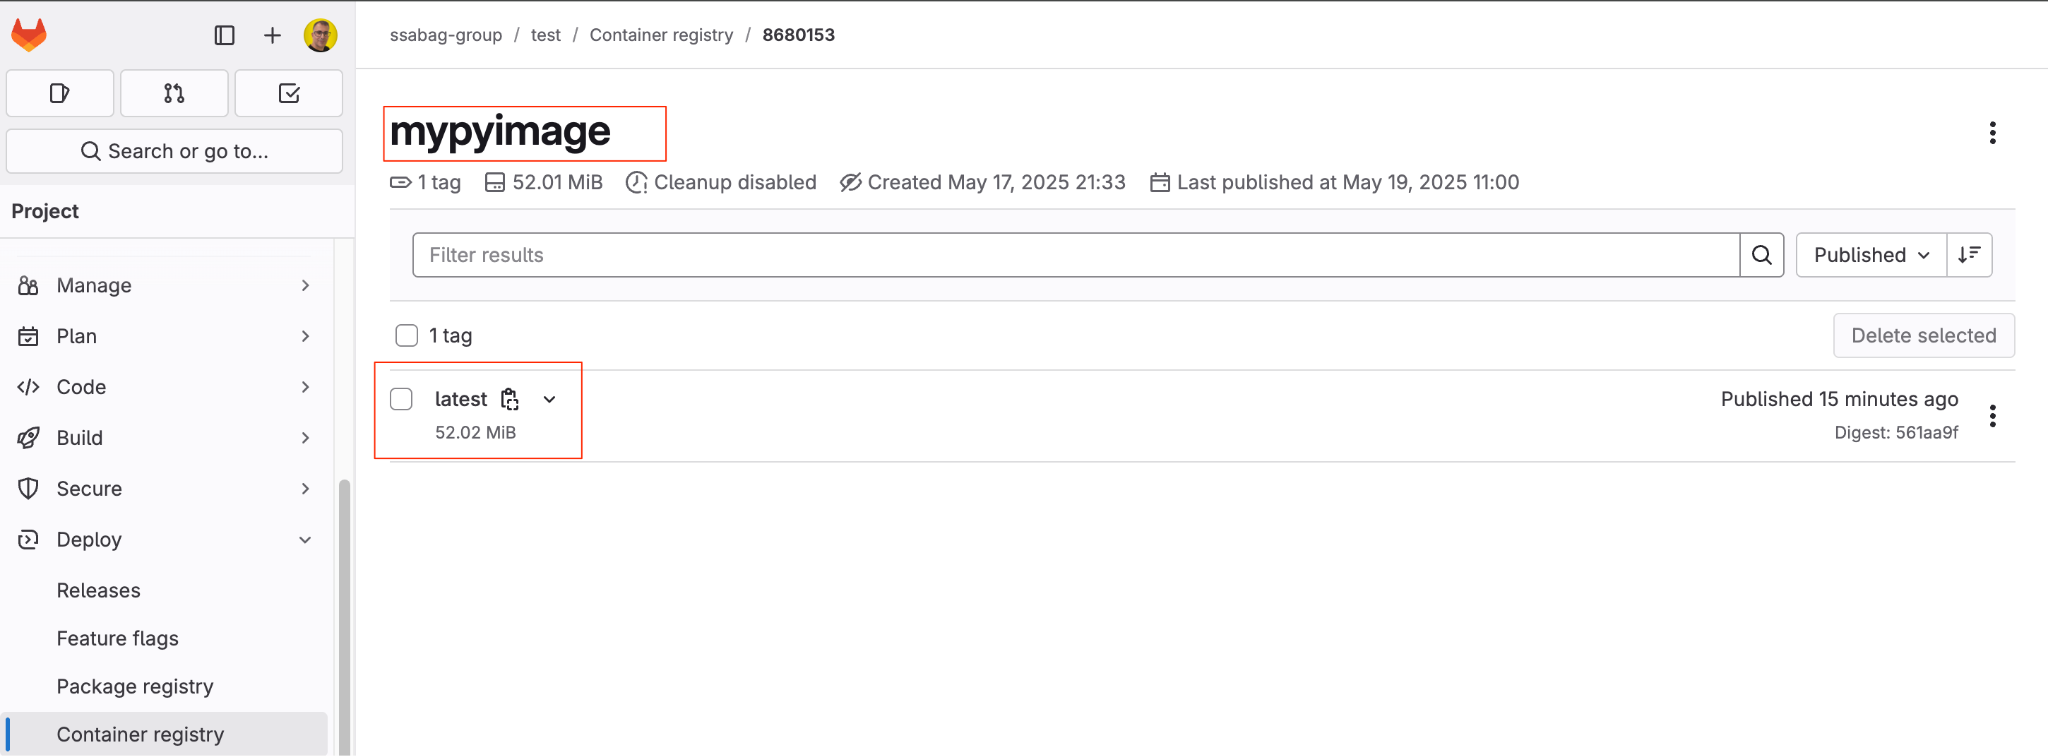 ssabag-group / test / Container registry / 8680153
Search or go to...
Project
Manage
Plan
Code
Build
Secure
Deploy
Releases
Feature flags
Package registry
Container registry
mypyimage
1 tag 52.01 MiB Cleanup disabled Created May 17, 2025 21:33 Last published at May 19, 2025 11:00
Filter results Published
1 tag Delete selected
latest Published 15 minutes ago
52.02 MiB Digest: 561aa9f